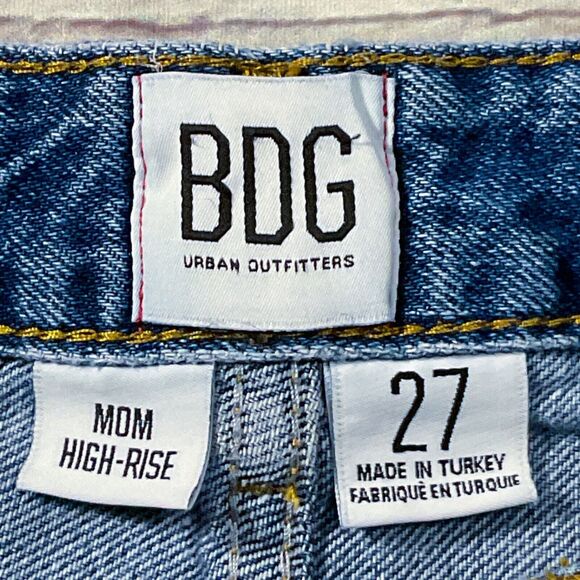 BDG
URBAN OUTFITTERS
MOM
HIGH-RISE
27
MADE IN TURKEY
FABRIQUÉ EN TURQUIE